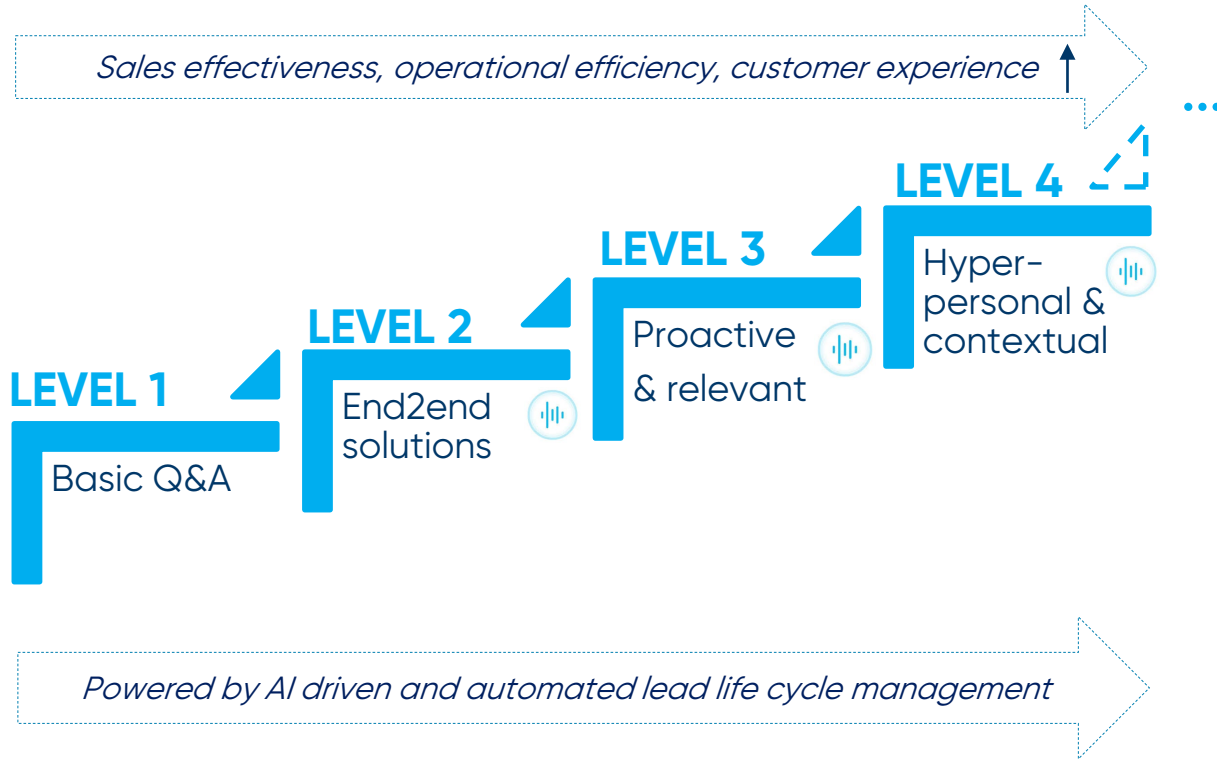 Sales effectiveness, operational efficiency, customer experience
LEVEL 4
Hyper-
personal &
contextual
LEVEL 3
Proactive
& relevant
LEVEL 2
End2end
solutions
LEVEL 1
Basic Q&A
Powered by AI driven and automated lead life cycle management